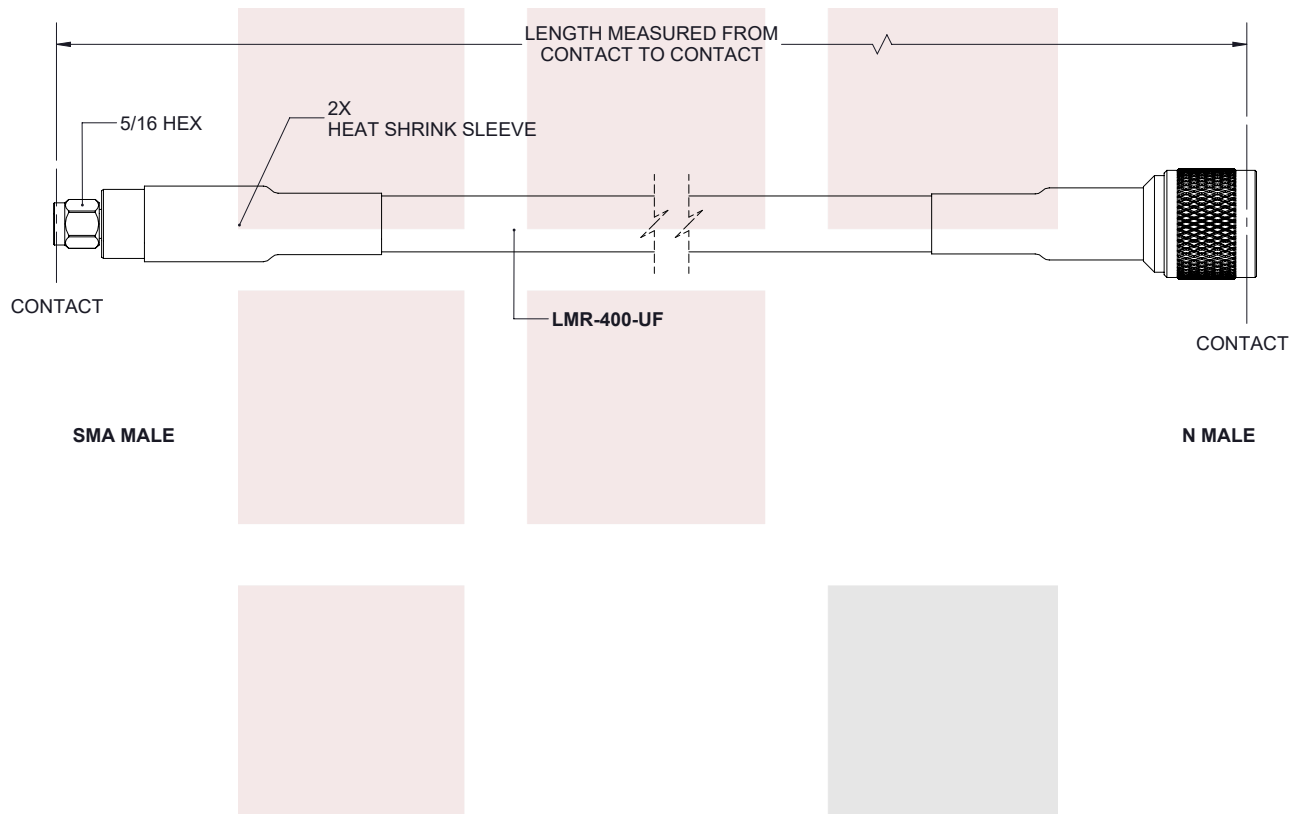 LENGTH MEASURED FROM
CONTACT TO CONTACT
5/16 HEX
2X
HEAT SHRINK SLEEVE
CONTACT
LMR-400-UF
CONTACT
SMA MALE
N MALE